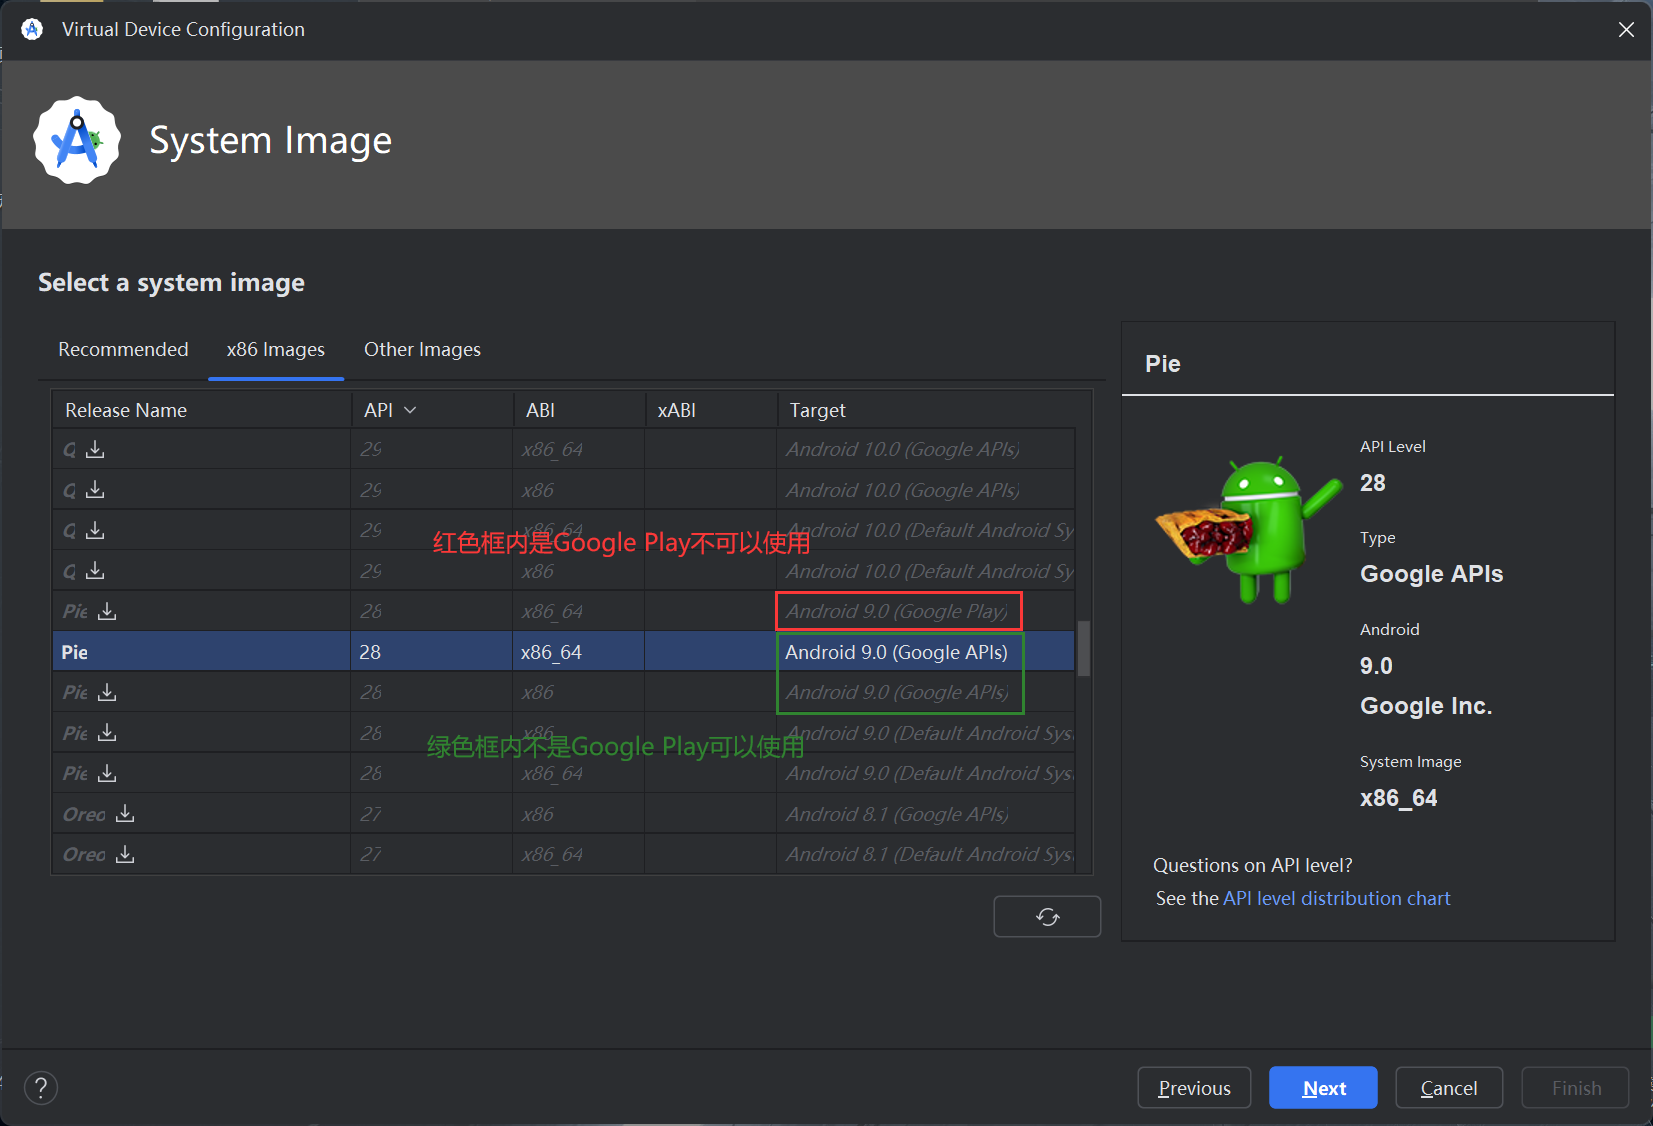 Virtual Device Configuration
System Image
Select a system image
Recommended x86 Images Other Images
Release Name API ABI xABI Target
Q 29 x86_64 Android 10.0 (Google APIs)
Q 29 x86 Android 10.0 (Google APIs)
Q 29 x86_64 Android 10.0 (Default Android Sy
红色框内是Google Play不可以使用
Q 29 x86 Android 10.0 (Default Android Sy
Pie 28 x86_64 Android 9.0 (Google Play)
Pie 28 x86_64 Android 9.0 (Google APIs)
Pie 28 x86 Android 9.0 (Google APIs)
Pie 28 x86 Android 9.0 (Default Android Sys
绿色框内不是Google Play可以使用
Pie 28 x86_64 Android 9.0 (Default Android Sys
Oreo 27 x86 Android 8.1 (Google APIs)
Oreo 27 x86_64 Android 8.1 (Default Android Sys
Pie
API Level
28
Type
Google APIs
Android
9.0
Google Inc.
System Image
x86_64
Questions on API level?
See the API level distribution chart
? Previous Next Cancel Finish